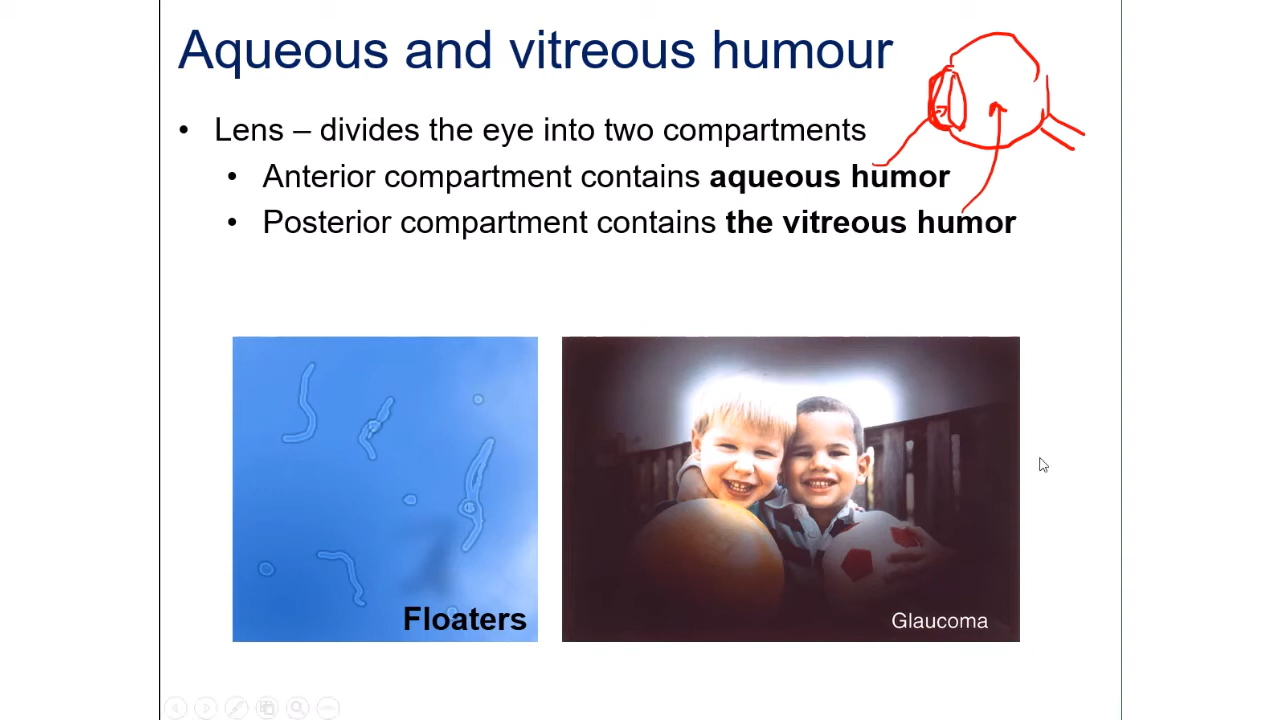 Aqueous and vitreous humour
• Lens – divides the eye into two compartments
• Anterior compartment contains aqueous humor
• Posterior compartment contains the vitreous humor
Floaters
Glaucoma